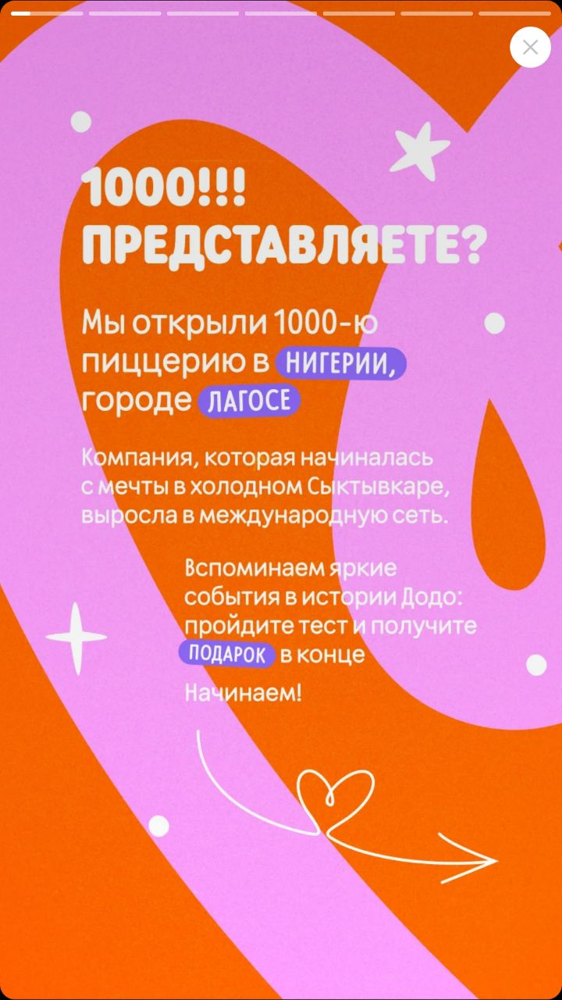 1000!!!
ПРЕДСТАВЛЯЕТЕ?
Мы открыли 1000-ю
пиццерию в НИГЕРИИ,
городе ЛАГОСЕ
Компания, которая начиналась
с мечты в холодном Сыктывкаре,
выросла в международную сеть.
Вспоминаем яркие
события в истории Додо:
пройдите тест и получите
ПОДАРОК в конце
Начинаем!